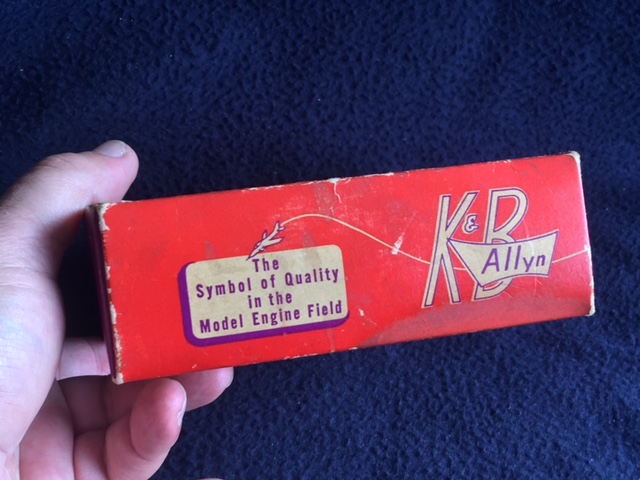 The
Symbol of Quality
in the
Model Engine Field
K&B
Allyn